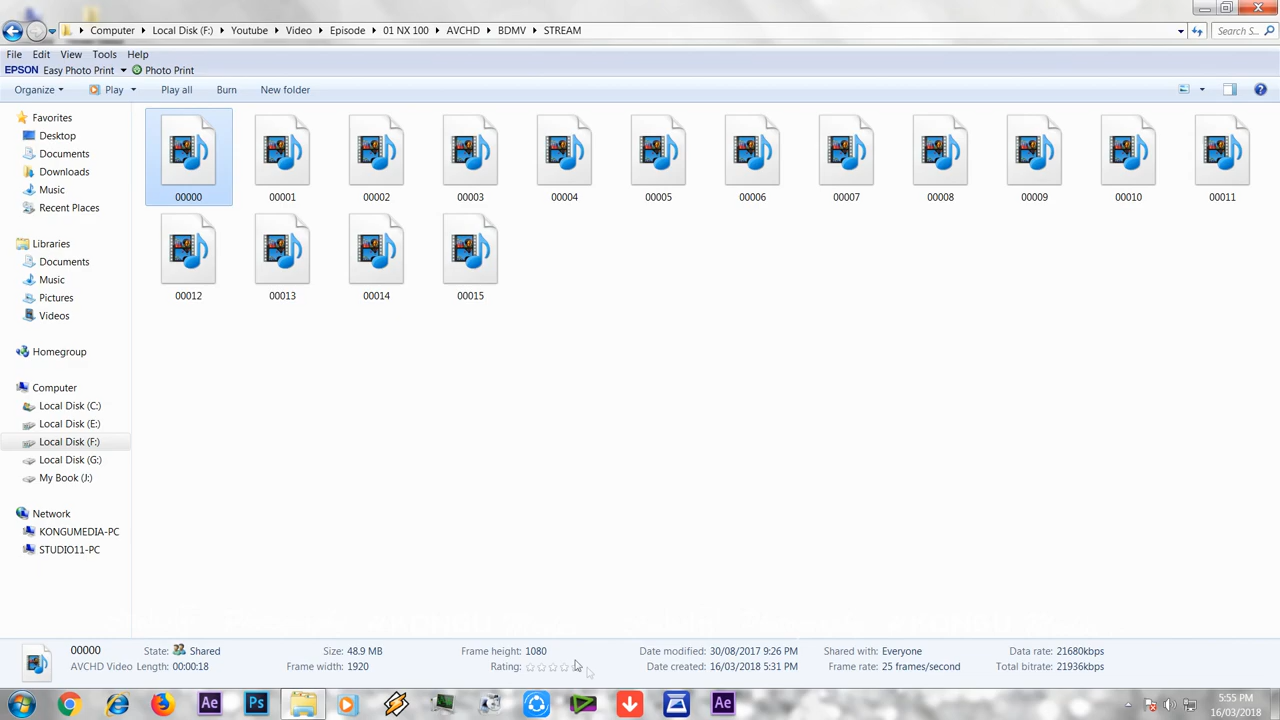 Computer Local Disk (F:) Youtube Video Episode 01 NX 100 AVCHD BDMV STREAM Search S...
File Edit View Tools Help
EPSON Easy Photo Print Photo Print
Organize Play Play all Burn New folder
Favorites
Desktop
Documents
Downloads
Music
Recent Places
Libraries
Documents
Music
Pictures
Videos
Homegroup
Computer
Local Disk (C:)
Local Disk (E:)
Local Disk (F:)
Local Disk (G:)
My Book (J:)
Network
KONGUMEDIA-PC
STUDIO11-PC
00000 00001 00002 00003 00004 00005 00006 00007 00008 00009 00010 00011
00012 00013 00014 00015
00000 State: Shared Size: 48.9 MB Frame height: 1080 Date modified: 30/08/2017 9:26 PM Shared with: Everyone Data rate: 21680kbps
AVCHD Video Length: 00:00:18 Frame width: 1920 Rating: Date created: 16/03/2018 5:31 PM Frame rate: 25 frames/second Total bitrate: 21936kbps
Ae Ps Ae 5:55 PM
16/03/2018